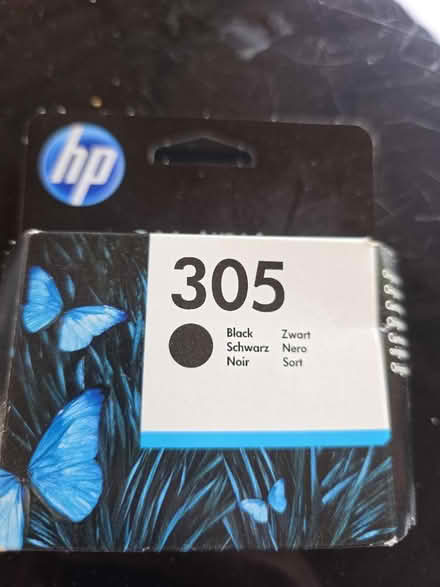 hp
305
Black Zwart
Schwarz Nero
Noir Sort